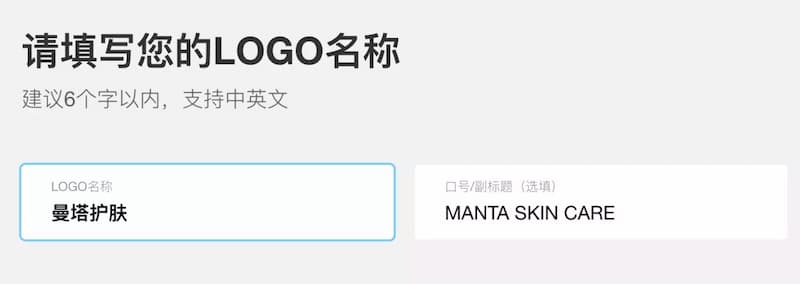 请填写您的LOGO名称
建议6个字以内，支持中英文
LOGO名称
曼塔护肤
口号/副标题（选填）
MANTA SKIN CARE